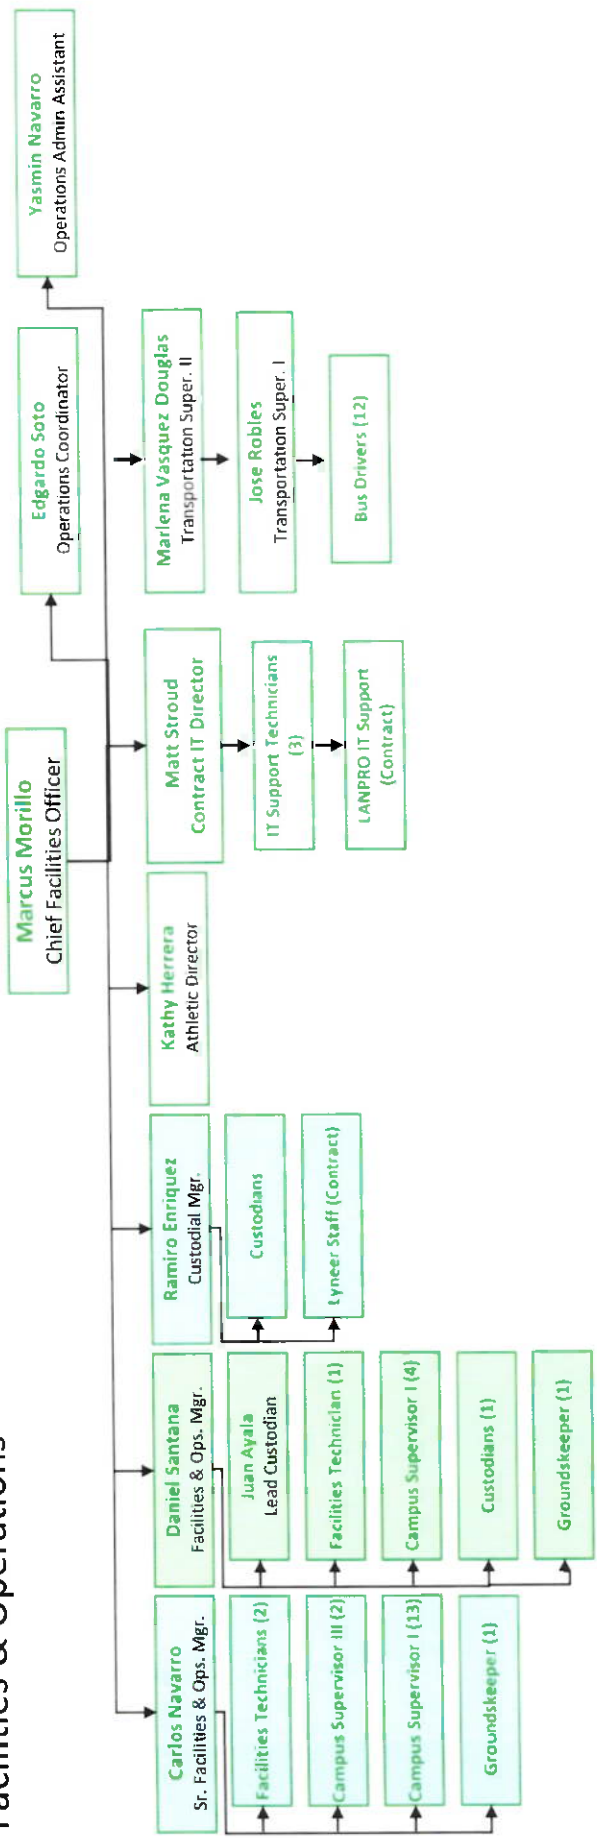 Facilities & Operations
Marcus Morillo
Chief Facilities Officer
Edgardo Soto
Operations Coordinator
Yasmin Navarro
Operations Admin Assistant
Carlos Navarro
Sr. Facilities & Ops. Mgr.
Facilities Technicians (2)
Campus Supervisor III (2)
Campus Supervisor I (13)
Groundskeeper (1)
Daniel Santana
Facilities & Ops. Mgr.
Juan Ayala
Lead Custodian
Facilities Technician (1)
Campus Supervisor I (4)
Custodians (1)
Groundskeeper (1)
Ramiro Enriquez
Custodial Mgr.
Custodians
Lyneer Staff (Contract)
Kathy Herrera
Athletic Director
Matt Stroud
Contract IT Director
IT Support Technicians
(3)
LANPRO IT Support
(Contract)
Marlena Vasquez Douglas
Transportation Super. II
Jose Robles
Transportation Super. I
Bus Drivers (12)